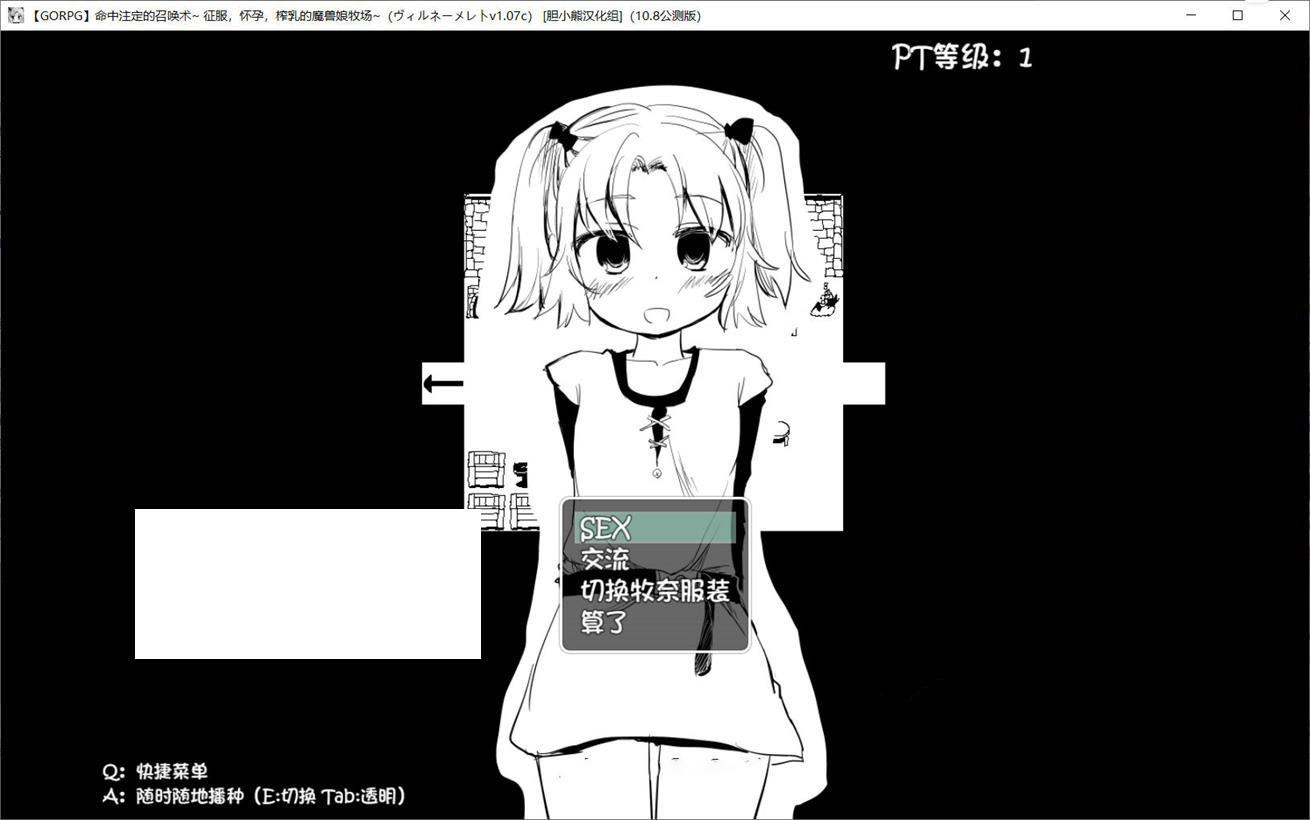 【GORPG】命中注定的召唤术~ 征服，怀孕，榨乳的魔兽娘牧场~（ヴィルネーメレトv1.07c） [胆小熊汉化组]（10.8公测版）
PT等级：1
SEX
交流
切换牧奈服装
算了
Q：快捷菜单
A：随时随地播种（E:切换 Tab:透明）